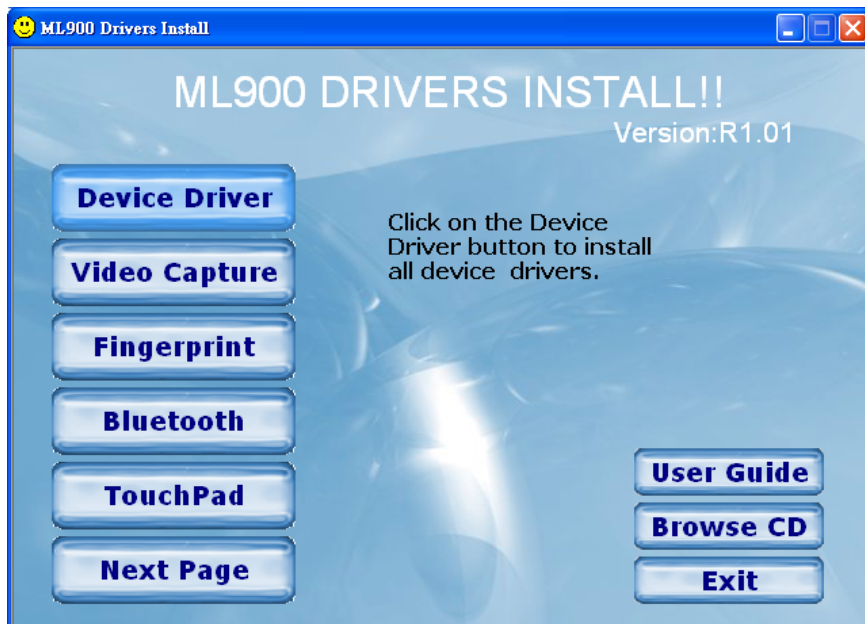 ML900 Drivers Install
ML900 DRIVERS INSTALL!!
Version:R1.01
Device Driver
Click on the Device
Driver button to install
all device  drivers.
Video Capture
Fingerprint
Bluetooth
TouchPad
Next Page
User Guide
Browse CD
Exit